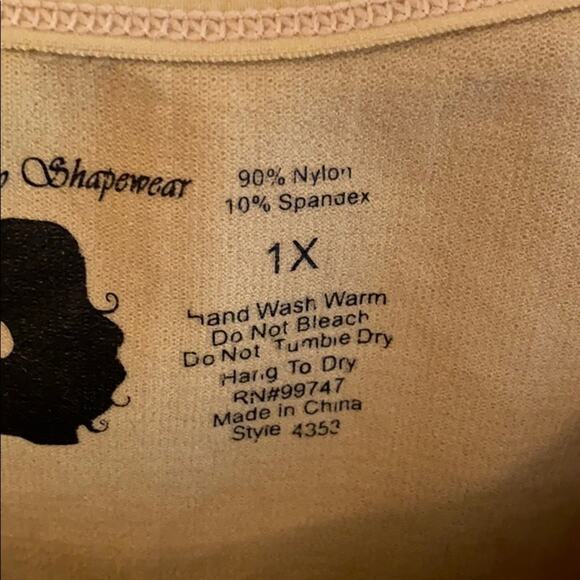 Shapewear
90% Nylon
10% Spandex
1X
Hand Wash Warm
Do Not Bleach
Do Not Tumble Dry
Hang To Dry
RN#99747
Made in China
Style 4353